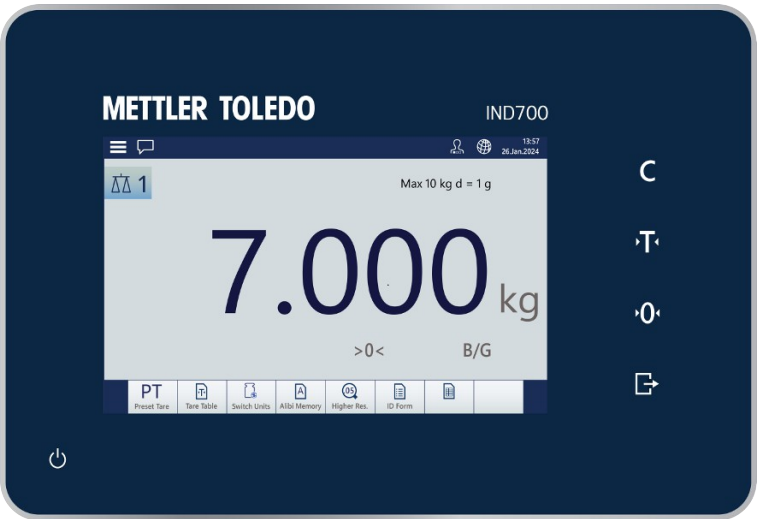 METTLER TOLEDO
IND700
13:57
26.Jan.2024
1
Max 10 kg d = 1 g
7.000 kg
>0< B/G
PT
Preset Tare
T
Tare Table
Switch Units
A
Alibi Memory
.05
Higher Res.
ID Form
C
T
0